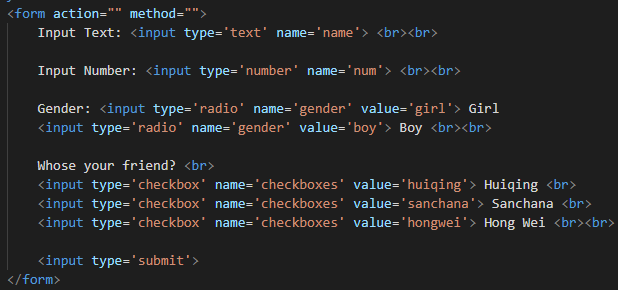 <form action="" method="">
Input Text: <input type='text' name='name'> <br><br>
Input Number: <input type='number' name='num'> <br><br>
Gender: <input type='radio' name='gender' value='girl'> Girl
<input type='radio' name='gender' value='boy'> Boy <br><br>
Whose your friend? <br>
<input type='checkbox' name='checkboxes' value='huiqing'> Huiqing <br>
<input type='checkbox' name='checkboxes' value='sanchana'> Sanchana <br>
<input type='checkbox' name='checkboxes' value='hongwei'> Hong Wei <br><br>
<input type='submit'>
</form>